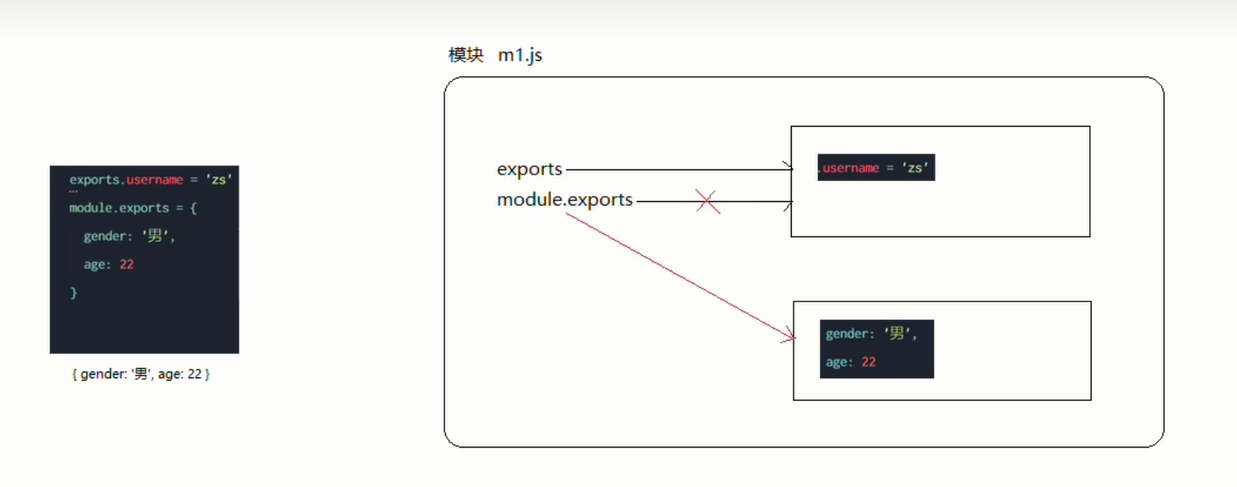 模块 m1.js
exports.username = 'zs'
module.exports = {
gender: '男',
age: 22
}
{ gender: '男', age: 22 }
exports
module.exports
.username = 'zs'
gender: '男',
age: 22